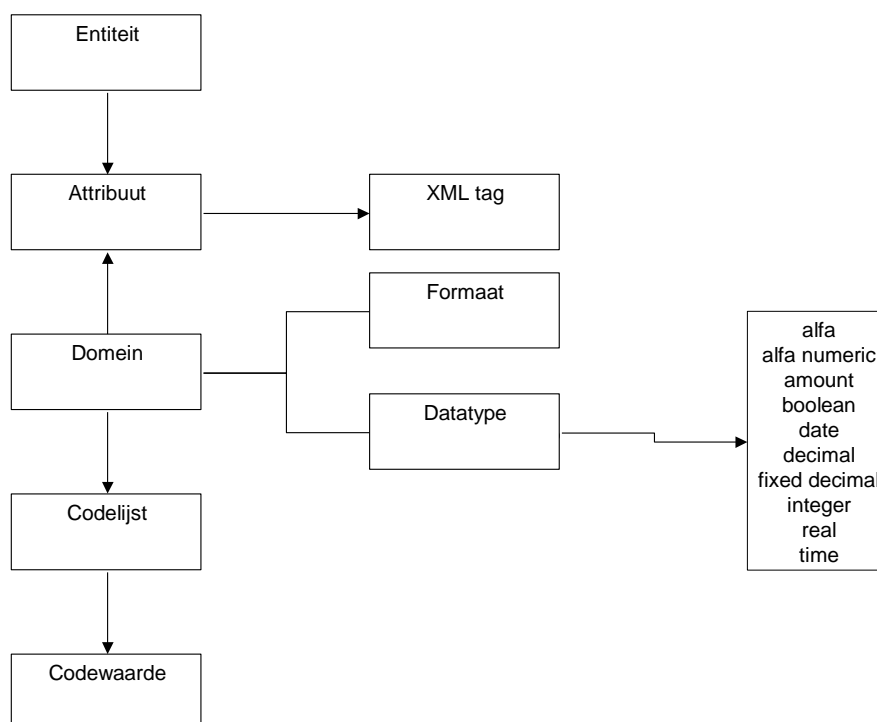 Entiteit
Attribuut
XML tag
Formaat
Domein
Datatype
alfa
alfa numeric
amount
boolean
date
decimal
fixed decimal
integer
real
time
Codelijst
Codewaarde